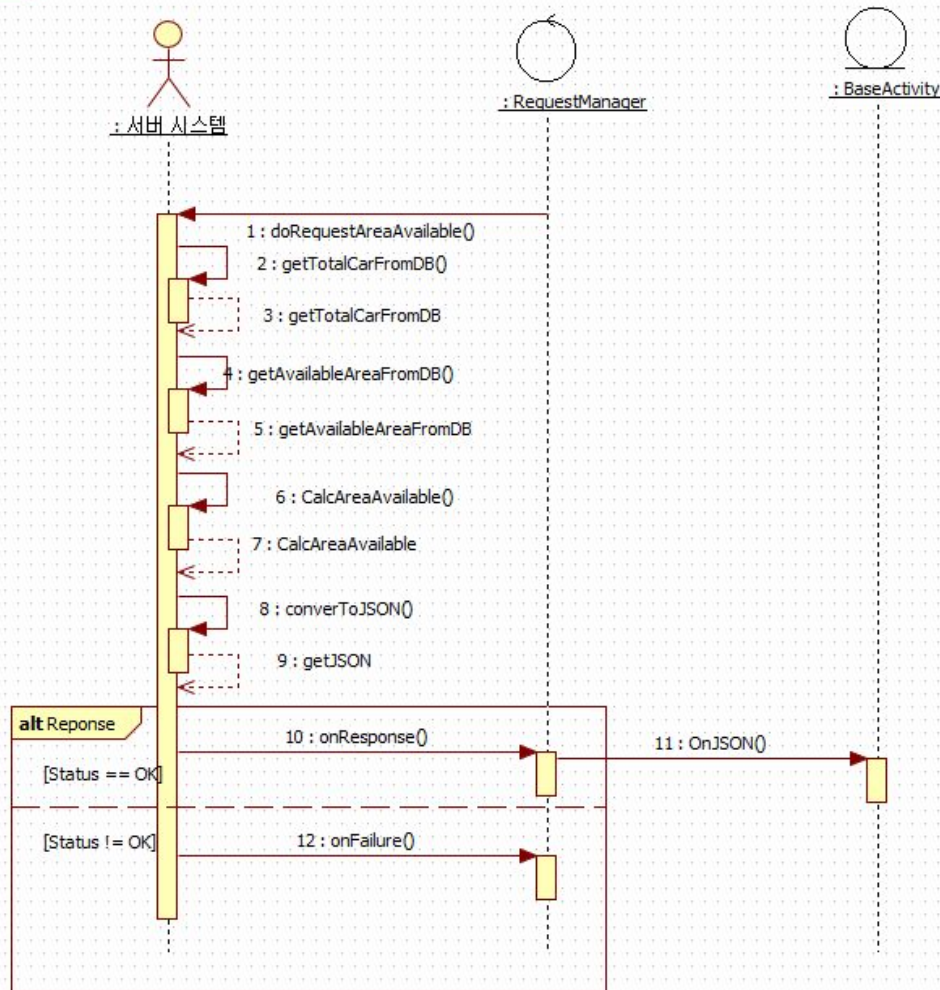 : 서버 시스템
: RequestManager
: BaseActivity
1 : doRequestAreaAvailable()
2 : getTotalCarFromDB()
3 : getTotalCarFromDB
4 : getAvailableAreaFromDB()
5 : getAvailableAreaFromDB
6 : CalcAreaAvailable()
7 : CalcAreaAvailable
8 : converToJSON()
9 : getJSON
alt Reponse
10 : onResponse()
11 : OnJSON()
[Status == OK]
[Status != OK]
12 : onFailure()